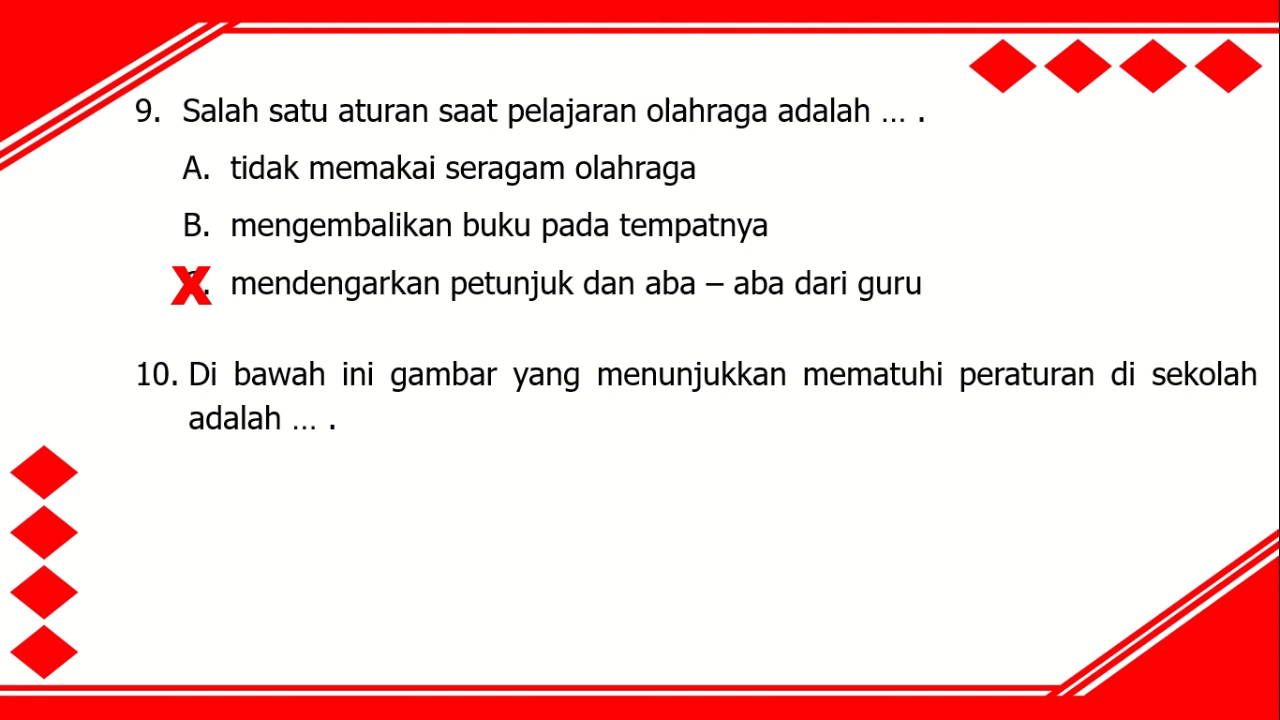 9. Salah satu aturan saat pelajaran olahraga adalah ... .
A. tidak memakai seragam olahraga
B. mengembalikan buku pada tempatnya
X. mendengarkan petunjuk dan aba – aba dari guru
10. Di bawah ini gambar yang menunjukkan mematuhi peraturan di sekolah
adalah ... .